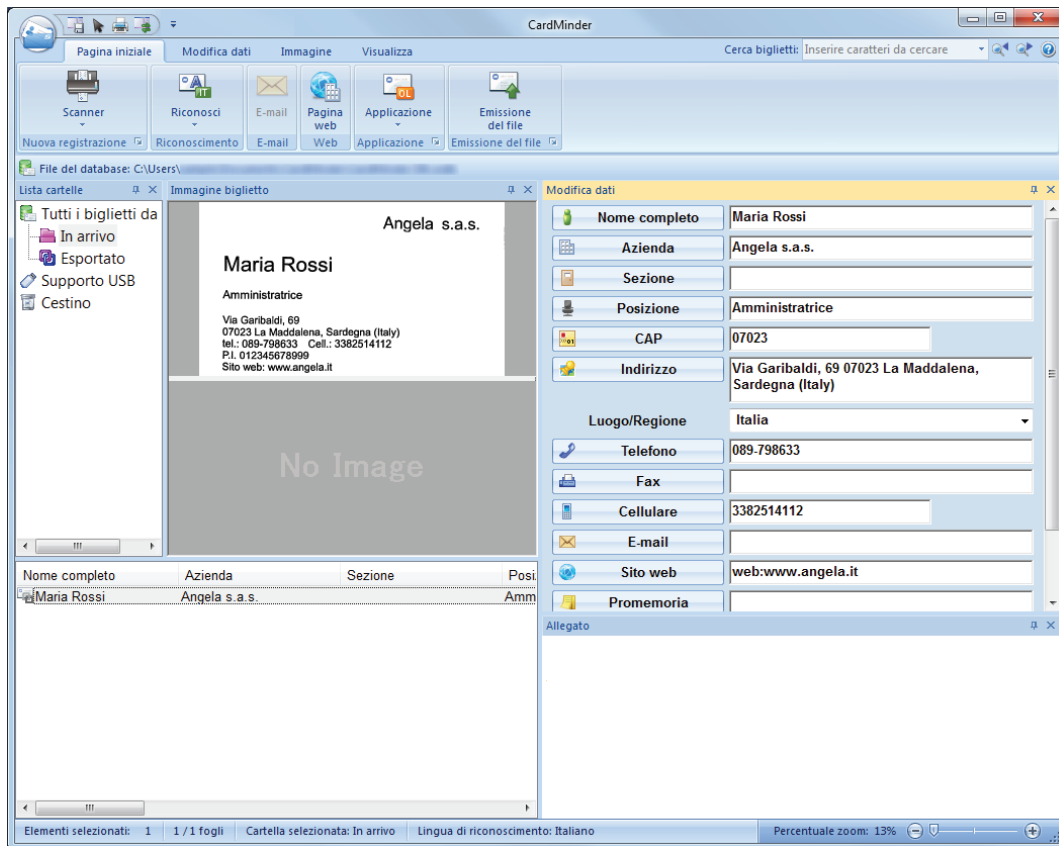 CardMinder
Pagina iniziale
Modifica dati
Immagine
Visualizza
Cerca biglietti:
Inserire caratteri da cercare
Scanner
Riconosci
E-mail
Pagina
web
Applicazione
Emissione
del file
Nuova registrazione
Riconoscimento
E-mail
Web
Applicazione
Emissione del file
File del database: C:\Users\
Lista cartelle
Tutti i biglietti da
In arrivo
Esportato
Supporto USB
Cestino
Immagine biglietto
Angela s.a.s.
Maria Rossi
Amministratrice
Via Garibaldi, 69
07023 La Maddalena, Sardegna (Italy)
tel.: 089-798633 Cell.: 3382514112
P.I. 012345678999
Sito web: www.angela.it
No Image
Modifica dati
Nome completo Maria Rossi
Azienda Angela s.a.s.
Sezione
Posizione Amministratrice
CAP 07023
Indirizzo Via Garibaldi, 69 07023 La Maddalena,
Sardegna (Italy)
Luogo/Regione Italia
Telefono 089-798633
Fax
Cellulare 3382514112
E-mail
Sito web web:www.angela.it
Promemoria
Nome completo Azienda Sezione Posi
Maria Rossi Angela s.a.s. Amm
Allegato
Elementi selezionati: 1
1 / 1 fogli
Cartella selezionata: In arrivo
Lingua di riconoscimento: Italiano
Percentuale zoom: 13%